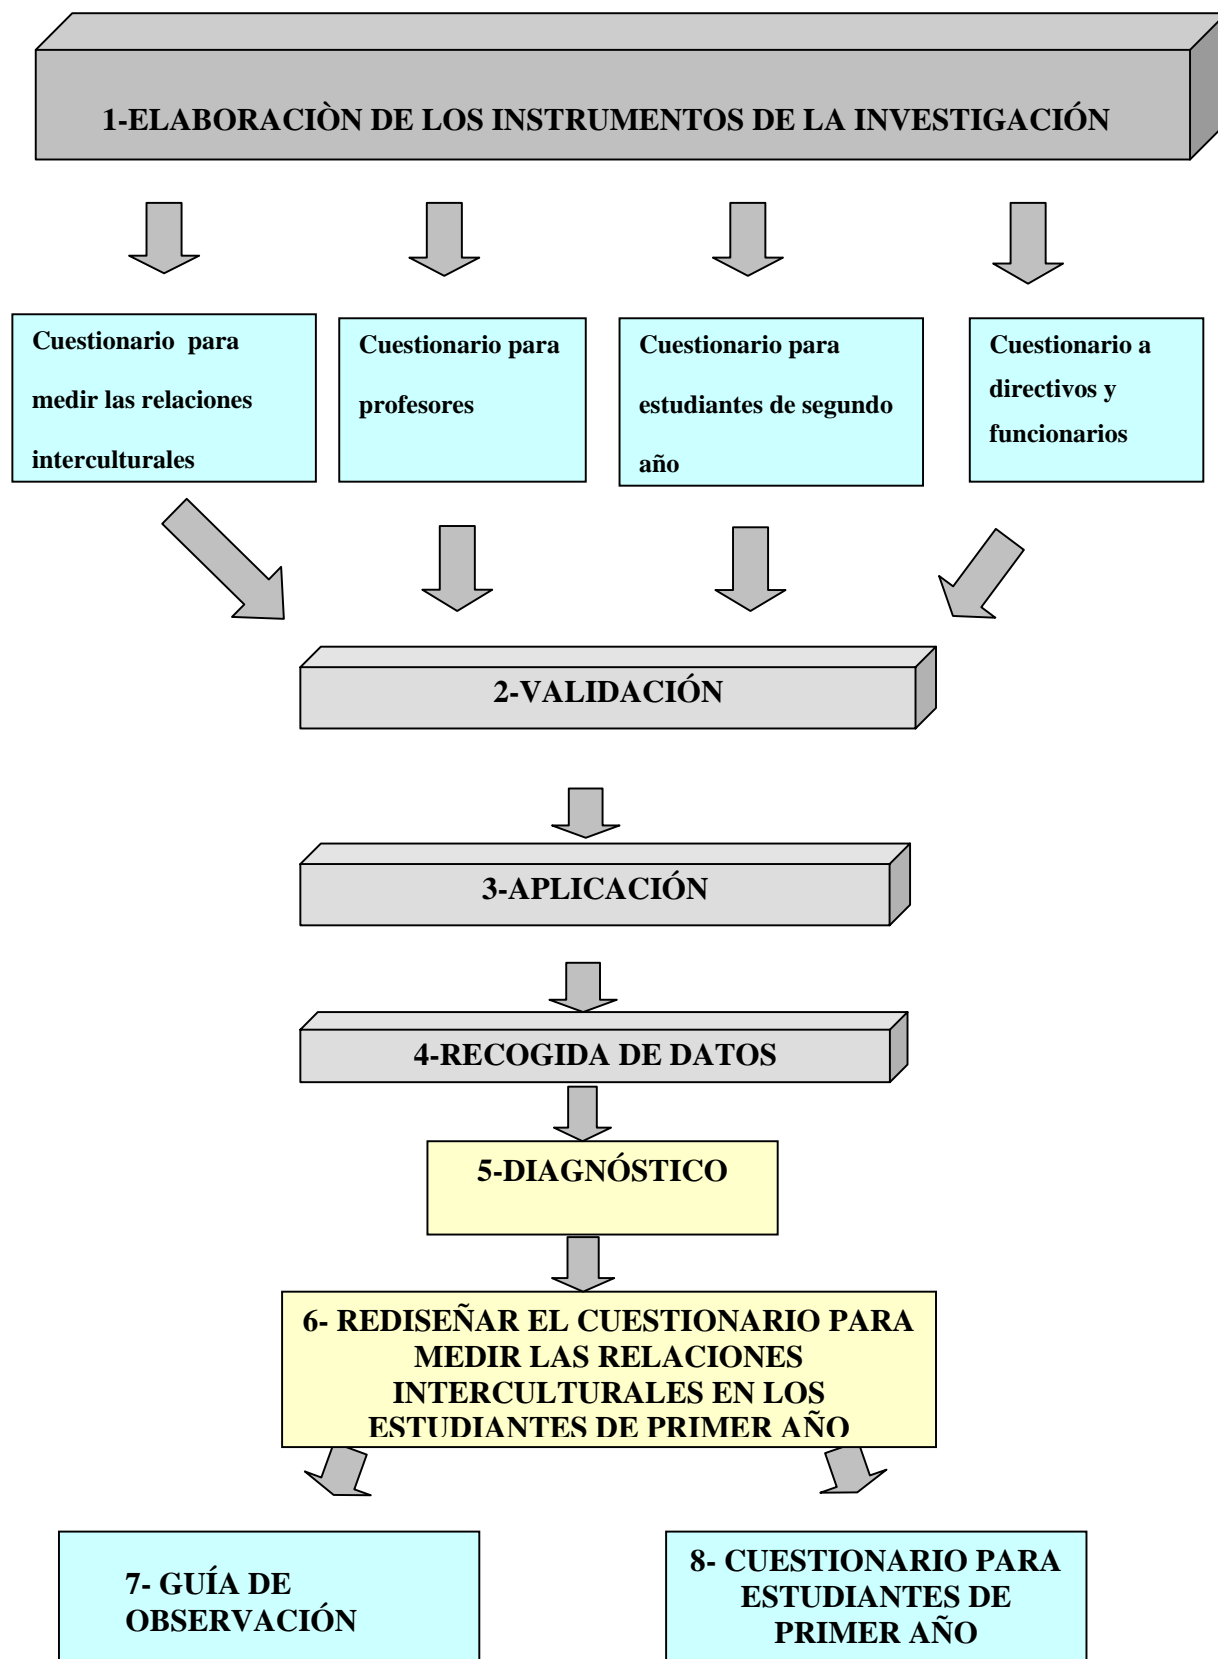 1-ELABORACIÒN DE LOS INSTRUMENTOS DE LA INVESTIGACIÓN
Cuestionario para
medir las relaciones
interculturales
Cuestionario para
profesores
Cuestionario para
estudiantes de segundo
año
Cuestionario a
directivos y
funcionarios
2-VALIDACIÓN
3-APLICACIÓN
4-RECOGIDA DE DATOS
5-DIAGNÓSTICO
6- REDISEÑAR EL CUESTIONARIO PARA
MEDIR LAS RELACIONES
INTERCULTURALES EN LOS
ESTUDIANTES DE PRIMER AÑO
7- GUÍA DE
OBSERVACIÓN
8- CUESTIONARIO PARA
ESTUDIANTES DE
PRIMER AÑO